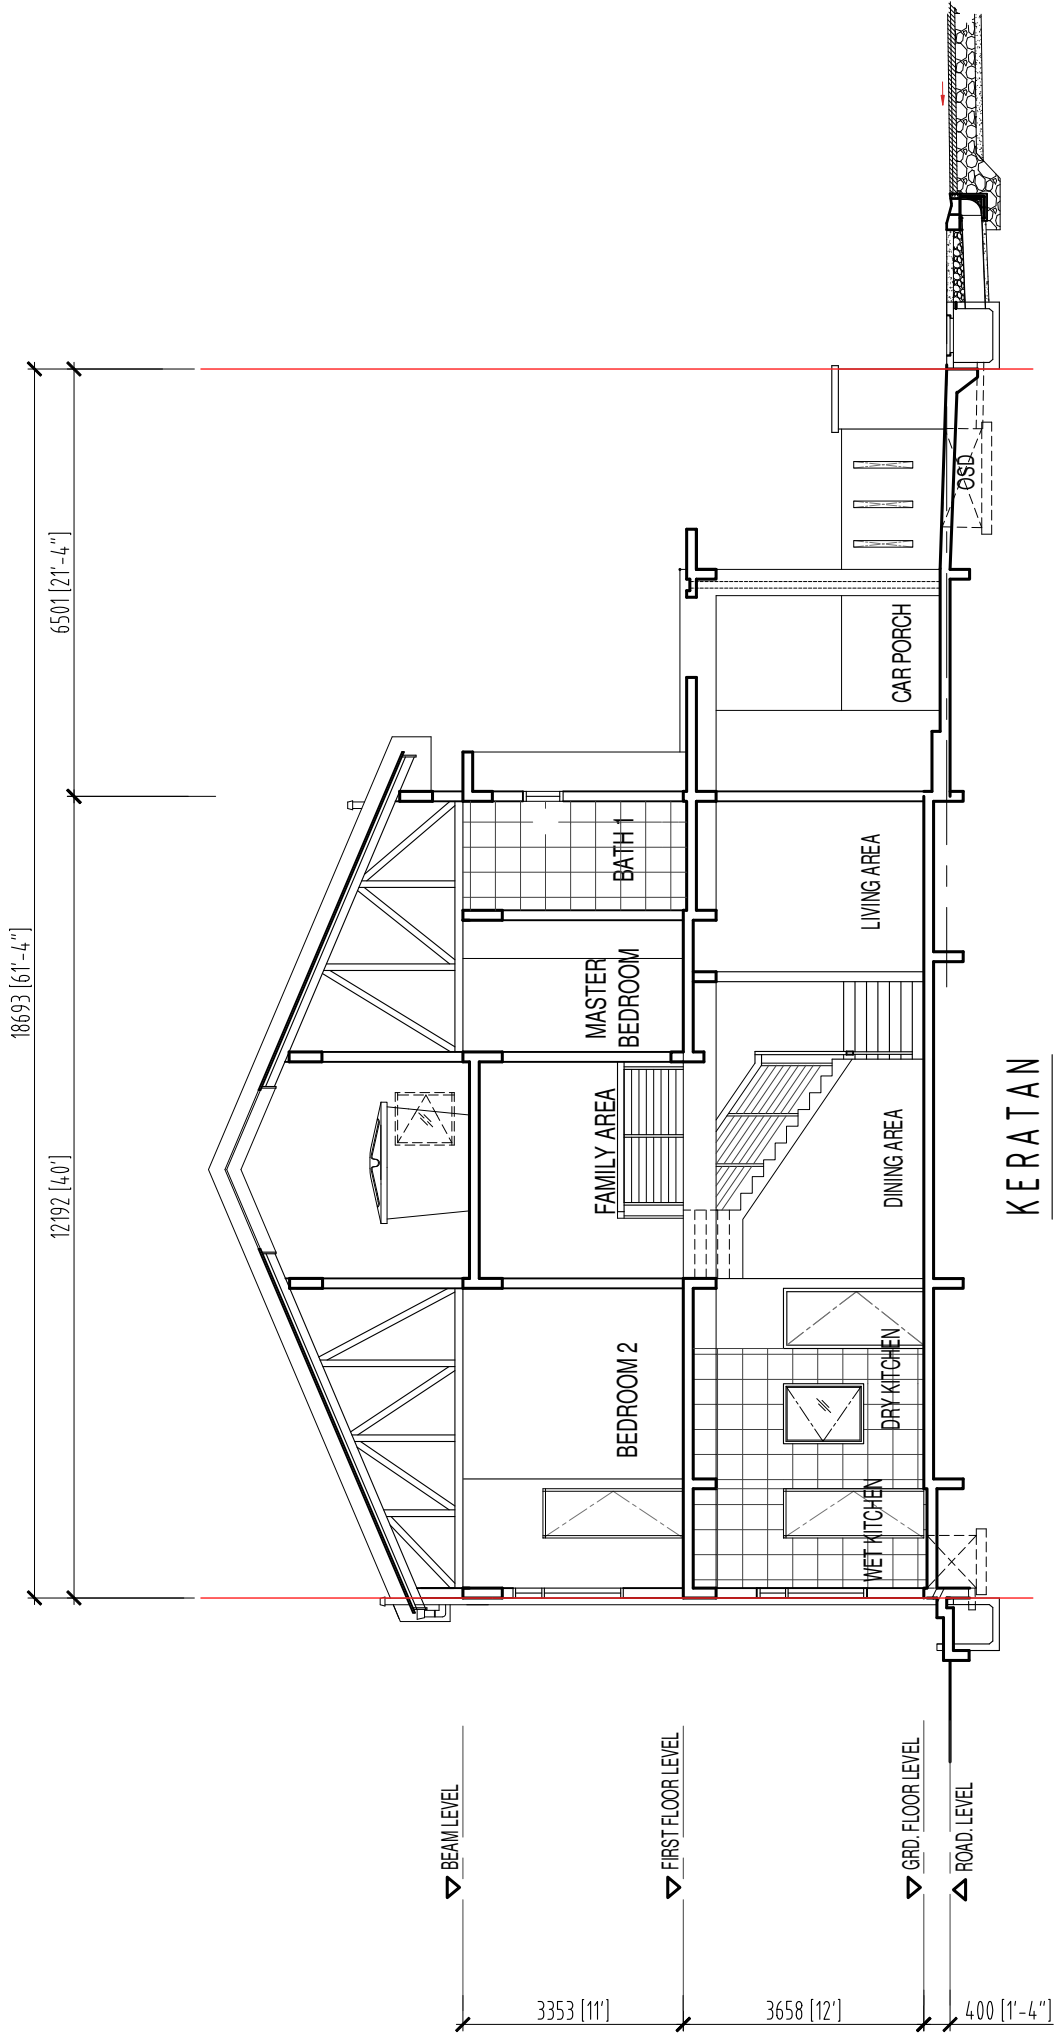 18693 [61'-4"]
12192 [40']
6501 [21'-4"]
BEAM LEVEL
3353 [11']
FIRST FLOOR LEVEL
3658 [12']
GRD. FLOOR LEVEL
ROAD. LEVEL
400 [1'-4"]
BEDROOM 2
FAMILY AREA
MASTER
BEDROOM
BATH 1
WET KITCHEN
DRY KITCHEN
DINING AREA
LIVING AREA
CAR PORCH
OSD
KERATAN